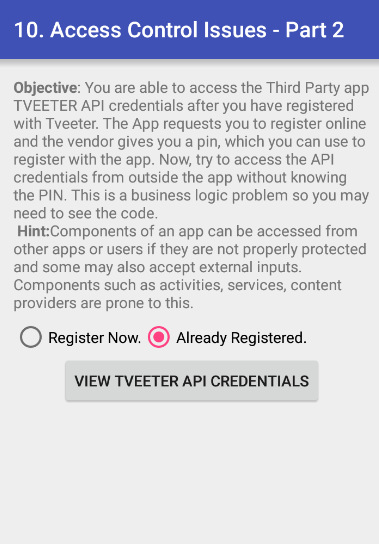 10. Access Control Issues - Part 2
Objective: You are able to access the Third Party app
TVEETER API credentials after you have registered
with Tveeter. The App requests you to register online
and the vendor gives you a pin, which you can use to
register with the app. Now, try to access the API
credentials from outside the app without knowing
the PIN. This is a business logic problem so you may
need to see the code.
Hint:Components of an app can be accessed from
other apps or users if they are not properly protected
and some may also accept external inputs.
Components such as activities, services, content
providers are prone to this.
Register Now. Already Registered.
VIEW TVEETER API CREDENTIALS